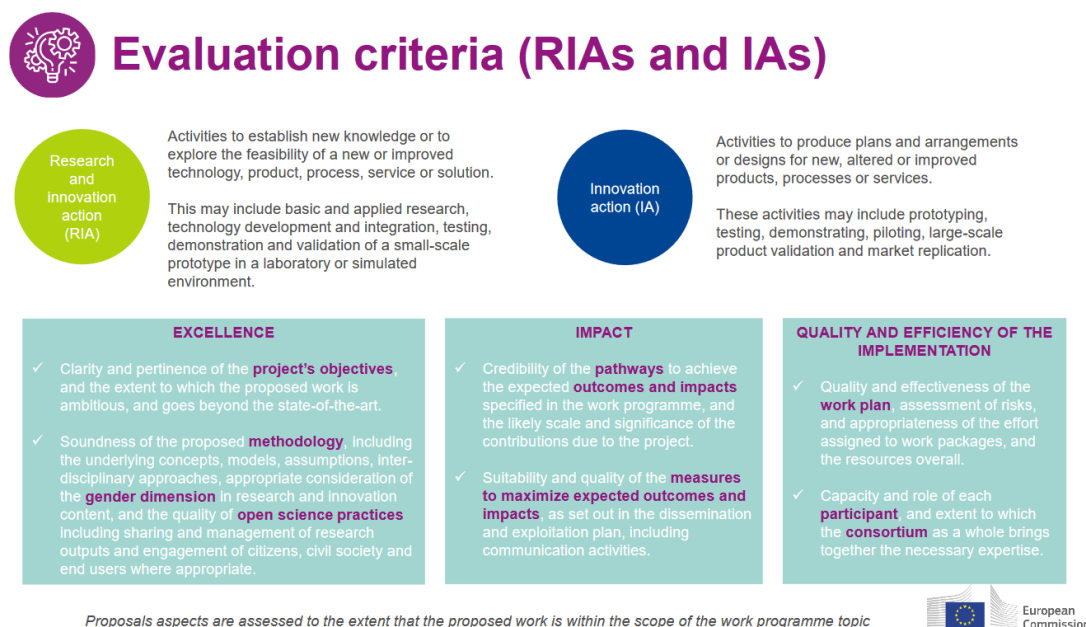 Evaluation criteria (RIAs and IAs)
Research
and
innovation
action
(RIA)
Activities to establish new knowledge or to
explore the feasibility of a new or improved
technology, product, process, service or solution.
This may include basic and applied research,
technology development and integration, testing,
demonstration and validation of a small-scale
prototype in a laboratory or simulated
environment.
Innovation
action (IA)
Activities to produce plans and arrangements
or designs for new, altered or improved
products, processes or services.
These activities may include prototyping,
testing, demonstrating, piloting, large-scale
product validation and market replication.
EXCELLENCE
✓ Clarity and pertinence of the project's objectives,
and the extent to which the proposed work is
ambitious, and goes beyond the state-of-the-art.
✓ Soundness of the proposed methodology, including
the underlying concepts, models, assumptions, inter-
disciplinary approaches, appropriate consideration of
the gender dimension in research and innovation
content, and the quality of open science practices
including sharing and management of research
outputs and engagement of citizens, civil society and
end users where appropriate.
IMPACT
✓ Credibility of the pathways to achieve
the expected outcomes and impacts
specified in the work programme, and
the likely scale and significance of the
contributions due to the project.
✓ Suitability and quality of the measures
to maximize expected outcomes and
impacts, as set out in the dissemination
and exploitation plan, including
communication activities.
QUALITY AND EFFICIENCY OF THE
IMPLEMENTATION
✓ Quality and effectiveness of the
work plan, assessment of risks,
and appropriateness of the effort
assigned to work packages, and
the resources overall.
✓ Capacity and role of each
participant, and extent to which
the consortium as a whole brings
together the necessary expertise.
Proposals aspects are assessed to the extent that the proposed work is within the scope of the work programme topic
European
Commission